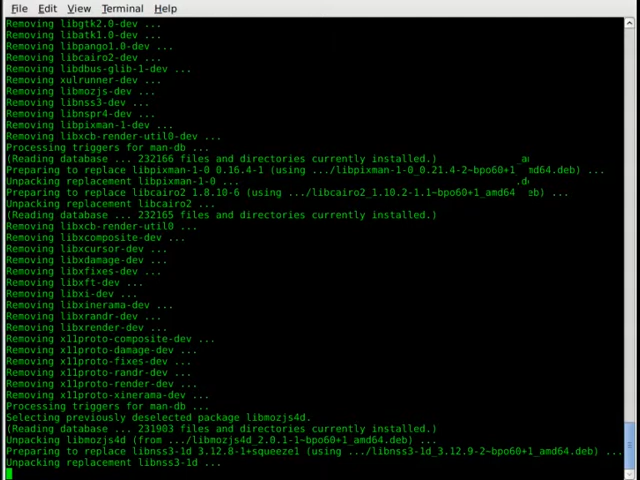 File Edit View Terminal Help
Removing libgtk2.0-dev ...
Removing libatk1.0-dev ...
Removing libpango1.0-dev ...
Removing libcairo2-dev ...
Removing libdbus-glib-1-dev ...
Removing xulrunner-dev ...
Removing libmozjs-dev ...
Removing libnss3-dev ...
Removing libnspr4-dev ...
Removing libpixman-1-dev ...
Removing libxcb-render-util0-dev ...
Processing triggers for man-db ...
(Reading database ... 232166 files and directories currently installed.)
Preparing to replace libpixman-1-0 0.16.4-1 (using .../libpixman-1-0_0.21.4-2~bpo60+1_ md64.deb) ...
Unpacking replacement libpixman-1-0 ...
Preparing to replace libcairo2 1.8.10-6 (using .../libcairo2_1.10.2-1.1~bpo60+1_amd64 eb) ...
Unpacking replacement libcairo2 ...
(Reading database ... 232165 files and directories currently installed.)
Removing libxcb-render-util0 ...
Removing libxcomposite-dev ...
Removing libxcursor-dev ...
Removing libxdamage-dev ...
Removing libxfixes-dev ...
Removing libxft-dev ...
Removing libxi-dev ...
Removing libxinerama-dev ...
Removing libxrandr-dev ...
Removing libxrender-dev ...
Removing x11proto-composite-dev ...
Removing x11proto-damage-dev ...
Removing x11proto-fixes-dev ...
Removing x11proto-randr-dev ...
Removing x11proto-render-dev ...
Removing x11proto-xinerama-dev ...
Processing triggers for man-db ...
Selecting previously deselected package libmozjs4d.
(Reading database ... 231903 files and directories currently installed.)
Unpacking libmozjs4d (from .../libmozjs4d_2.0.1-1~bpo60+1_amd64.deb) ...
Preparing to replace libnss3-1d 3.12.8-1+squeeze1 (using .../libnss3-1d_3.12.9-2~bpo60+1_amd64.deb) ...
Unpacking replacement libnss3-1d ...